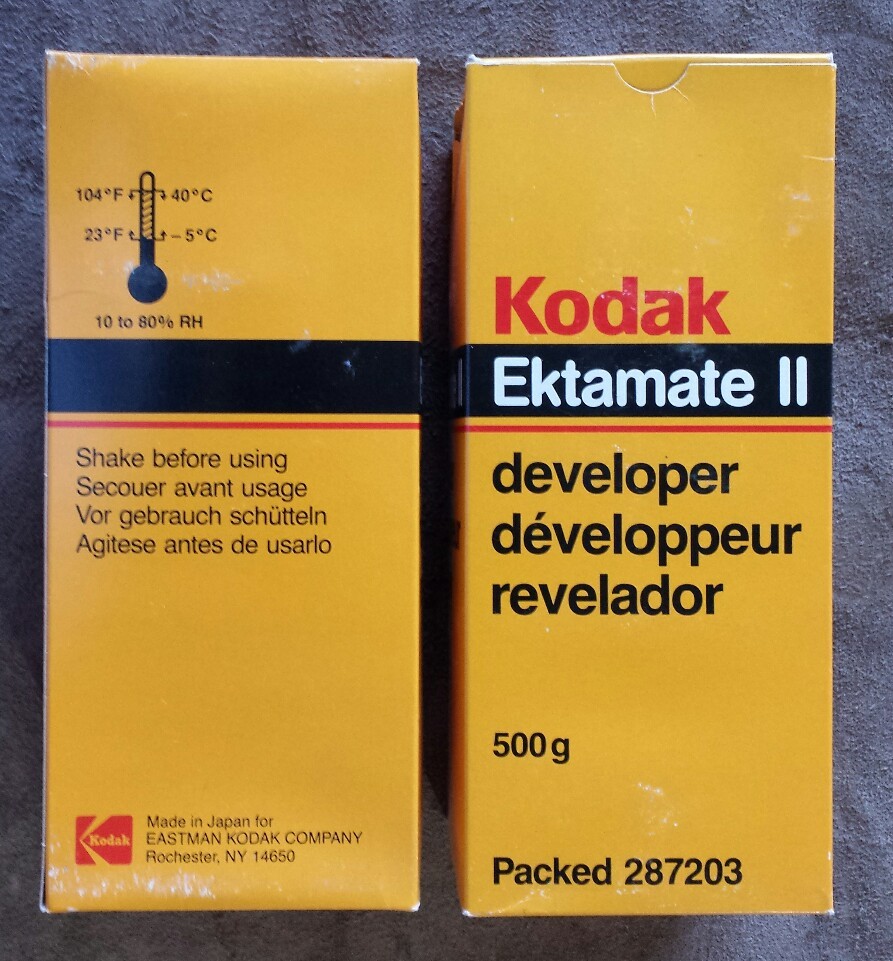 104°F 40°C
23°F –5°C
10 to 80% RH
Shake before using
Secouer avant usage
Vor gebrauch schütteln
Agitese antes de usarlo
Kodak
Made in Japan for
EASTMAN KODAK COMPANY
Rochester, NY 14650
Kodak
Ektamate II
developer
développeur
revelador
500g
Packed 287203